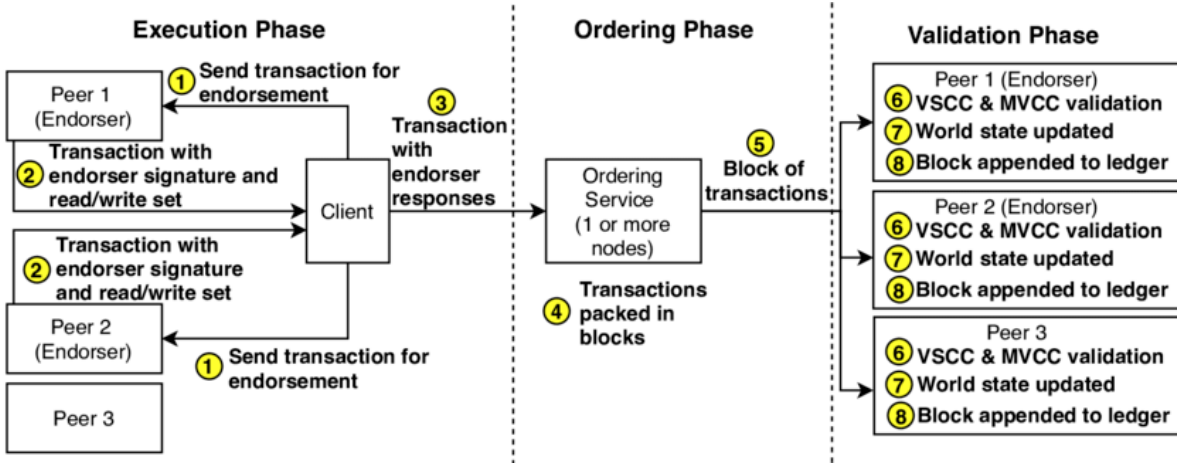 Execution Phase
Ordering Phase
Validation Phase
Peer 1
(Endorser)
1 Send transaction for
endorsement
2 Transaction with
endorser signature and
read/write set
Client
2 Transaction with
endorser signature
and read/write set
Peer 2
(Endorser)
1 Send transaction for
endorsement
Peer 3
3
Transaction
with
endorser
responses
Ordering
Service
(1 or more
nodes)
4 Transactions
packed in
blocks
5
Block of
transactions
Peer 1 (Endorser)
6 VSCC & MVCC validation
7 World state updated
8 Block appended to ledger
Peer 2 (Endorser)
6 VSCC & MVCC validation
7 World state updated
8 Block appended to ledger
Peer 3
6 VSCC & MVCC validation
7 World state updated
8 Block appended to ledger